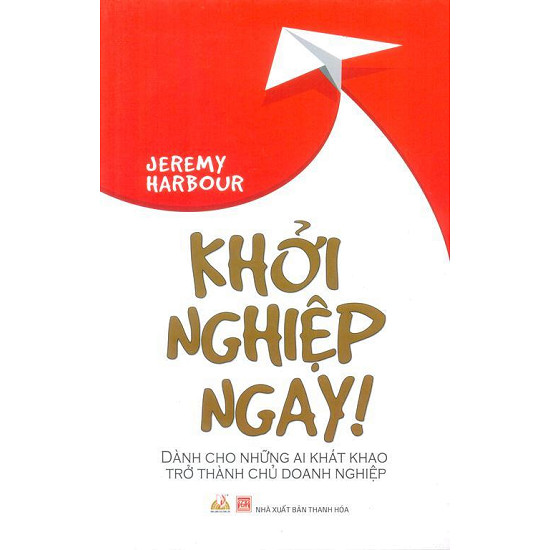 JEREMY
HARBOUR
KHỞI
NGHIỆP
NGAY!
DÀNH CHO NHỮNG AI KHÁT KHAO
TRỞ THÀNH CHỦ DOANH NGHIỆP
NHÀ XUẤT BẢN THANH HÓA